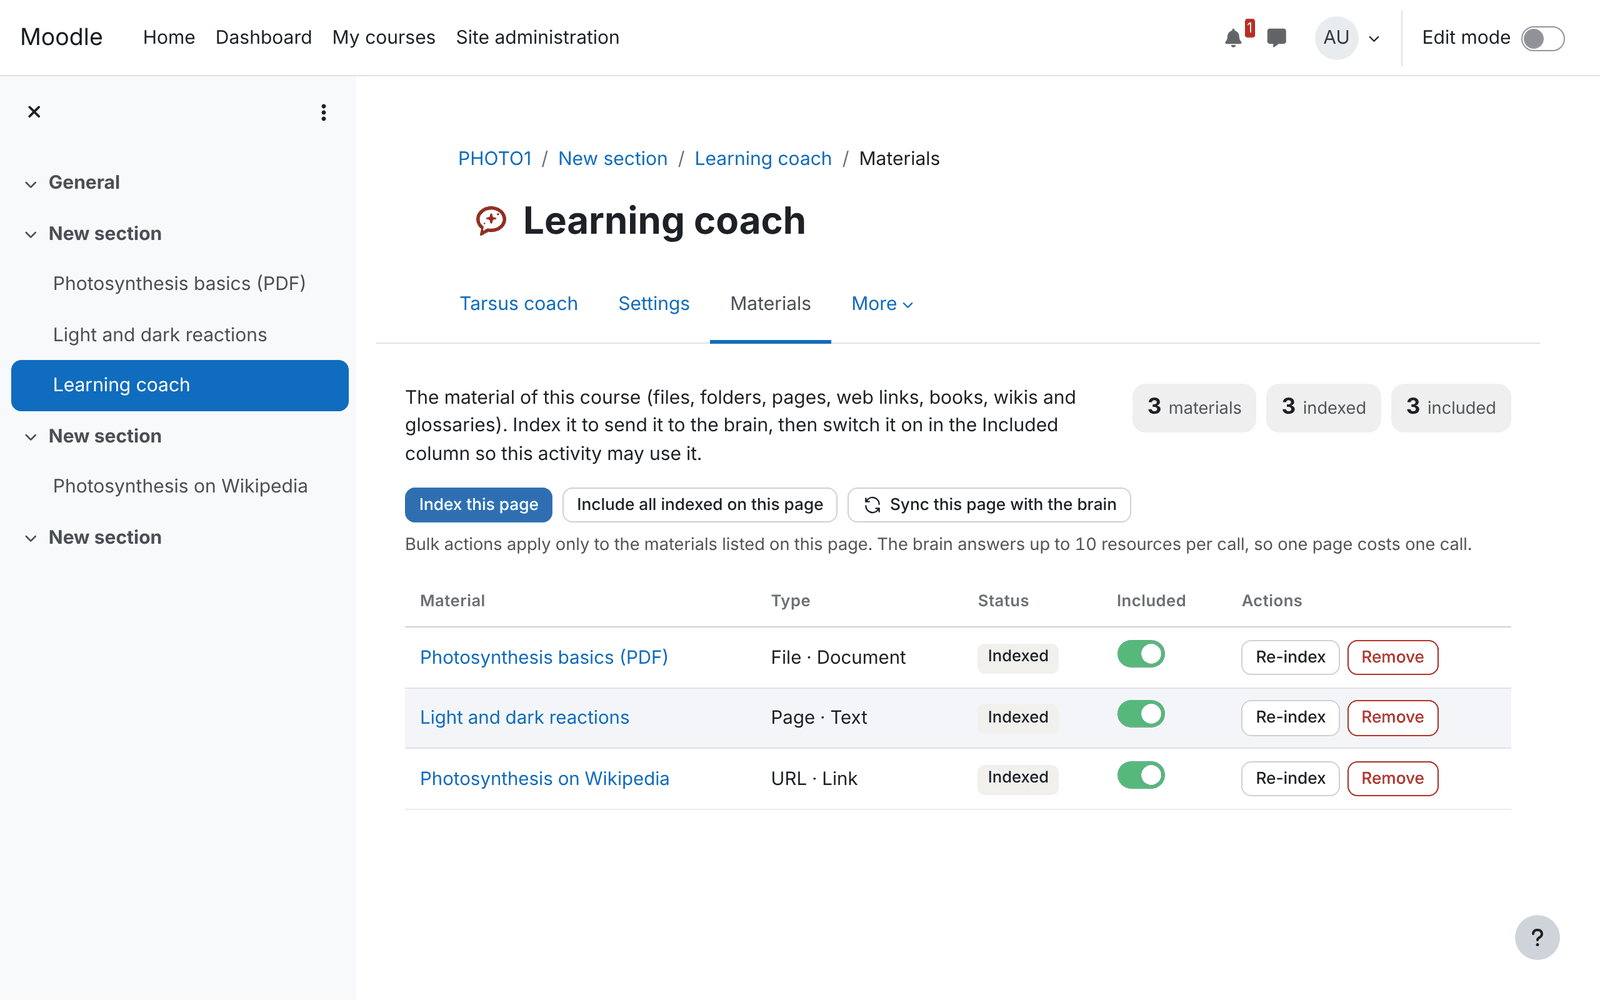 Moodle
Home
Dashboard
My courses
Site administration
1
AU
Edit mode
General
New section
Photosynthesis basics (PDF)
Light and dark reactions
Learning coach
New section
Photosynthesis on Wikipedia
New section
PHOTO1 / New section / Learning coach / Materials
Learning coach
Tarsus coach
Settings
Materials
More
The material of this course (files, folders, pages, web links, books, wikis and
glossaries). Index it to send it to the brain, then switch it on in the Included
column so this activity may use it.
3 materials
3 indexed
3 included
Index this page
Include all indexed on this page
Sync this page with the brain
Bulk actions apply only to the materials listed on this page. The brain answers up to 10 resources per call, so one page costs one call.
Material Type Status Included Actions
Photosynthesis basics (PDF) File · Document Indexed Re-index Remove
Light and dark reactions Page · Text Indexed Re-index Remove
Photosynthesis on Wikipedia URL · Link Indexed Re-index Remove
?